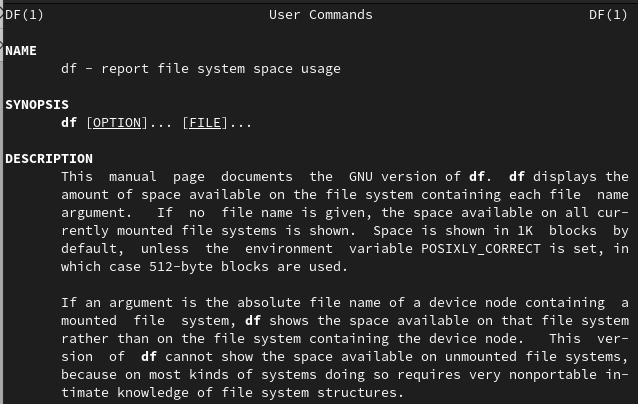 DF(1) User Commands DF(1)
NAME
df - report file system space usage
SYNOPSIS
df [OPTION]... [FILE]...
DESCRIPTION
This manual page documents the GNU version of df. df displays the
amount of space available on the file system containing each file name
argument. If no file name is given, the space available on all cur-
rently mounted file systems is shown. Space is shown in 1K blocks by
default, unless the environment variable POSIXLY_CORRECT is set, in
which case 512-byte blocks are used.
If an argument is the absolute file name of a device node containing a
mounted file system, df shows the space available on that file system
rather than on the file system containing the device node. This ver-
sion of df cannot show the space available on unmounted file systems,
because on most kinds of systems doing so requires very nonportable in-
timate knowledge of file system structures.